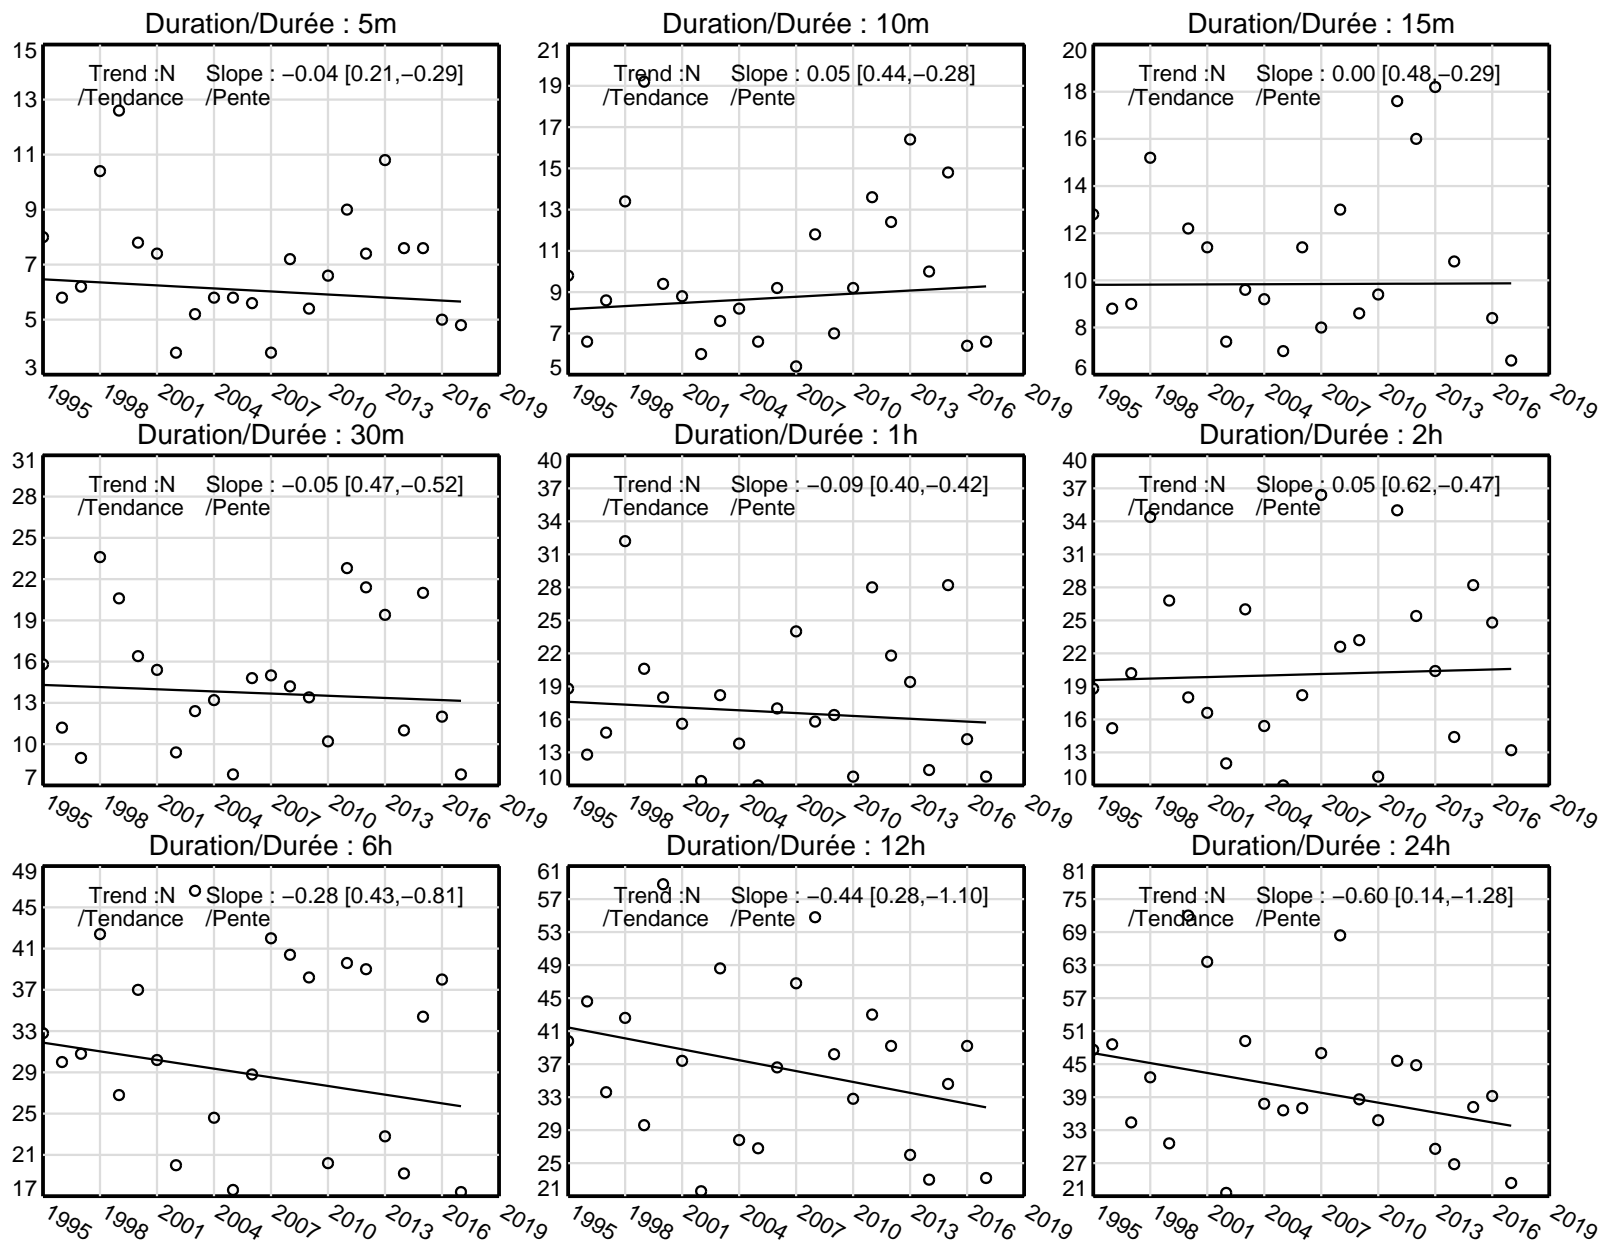 Duration/Durée : 5m
Trend :N Slope : −0.04 [0.21,−0.29]
/Tendance /Pente
15
13
11
9
7
5
3
1995 1998 2001 2004 2007 2010 2013 2016 2019
Duration/Durée : 10m
Trend :N Slope : 0.05 [0.44,−0.28]
/Tendance /Pente
21
19
17
15
13
11
9
7
5
1995 1998 2001 2004 2007 2010 2013 2016 2019
Duration/Durée : 15m
Trend :N Slope : 0.00 [0.48,−0.29]
/Tendance /Pente
20
18
16
14
12
10
8
6
1995 1998 2001 2004 2007 2010 2013 2016 2019
Duration/Durée : 30m
Trend :N Slope : −0.05 [0.47,−0.52]
/Tendance /Pente
31
28
25
22
19
16
13
10
7
1995 1998 2001 2004 2007 2010 2013 2016 2019
Duration/Durée : 1h
Trend :N Slope : −0.09 [0.40,−0.42]
/Tendance /Pente
40
37
34
31
28
25
22
19
16
13
10
1995 1998 2001 2004 2007 2010 2013 2016 2019
Duration/Durée : 2h
Trend :N Slope : 0.05 [0.62,−0.47]
/Tendance /Pente
40
37
34
31
28
25
22
19
16
13
10
1995 1998 2001 2004 2007 2010 2013 2016 2019
Duration/Durée : 6h
Trend :N Slope : −0.28 [0.43,−0.81]
/Tendance /Pente
49
45
41
37
33
29
25
21
17
1995 1998 2001 2004 2007 2010 2013 2016 2019
Duration/Durée : 12h
Trend :N Slope : −0.44 [0.28,−1.10]
/Tendance /Pente
61
57
53
49
45
41
37
33
29
25
21
1995 1998 2001 2004 2007 2010 2013 2016 2019
Duration/Durée : 24h
Trend :N Slope : −0.60 [0.14,−1.28]
/Tendance /Pente
81
75
69
63
57
51
45
39
33
27
21
1995 1998 2001 2004 2007 2010 2013 2016 2019